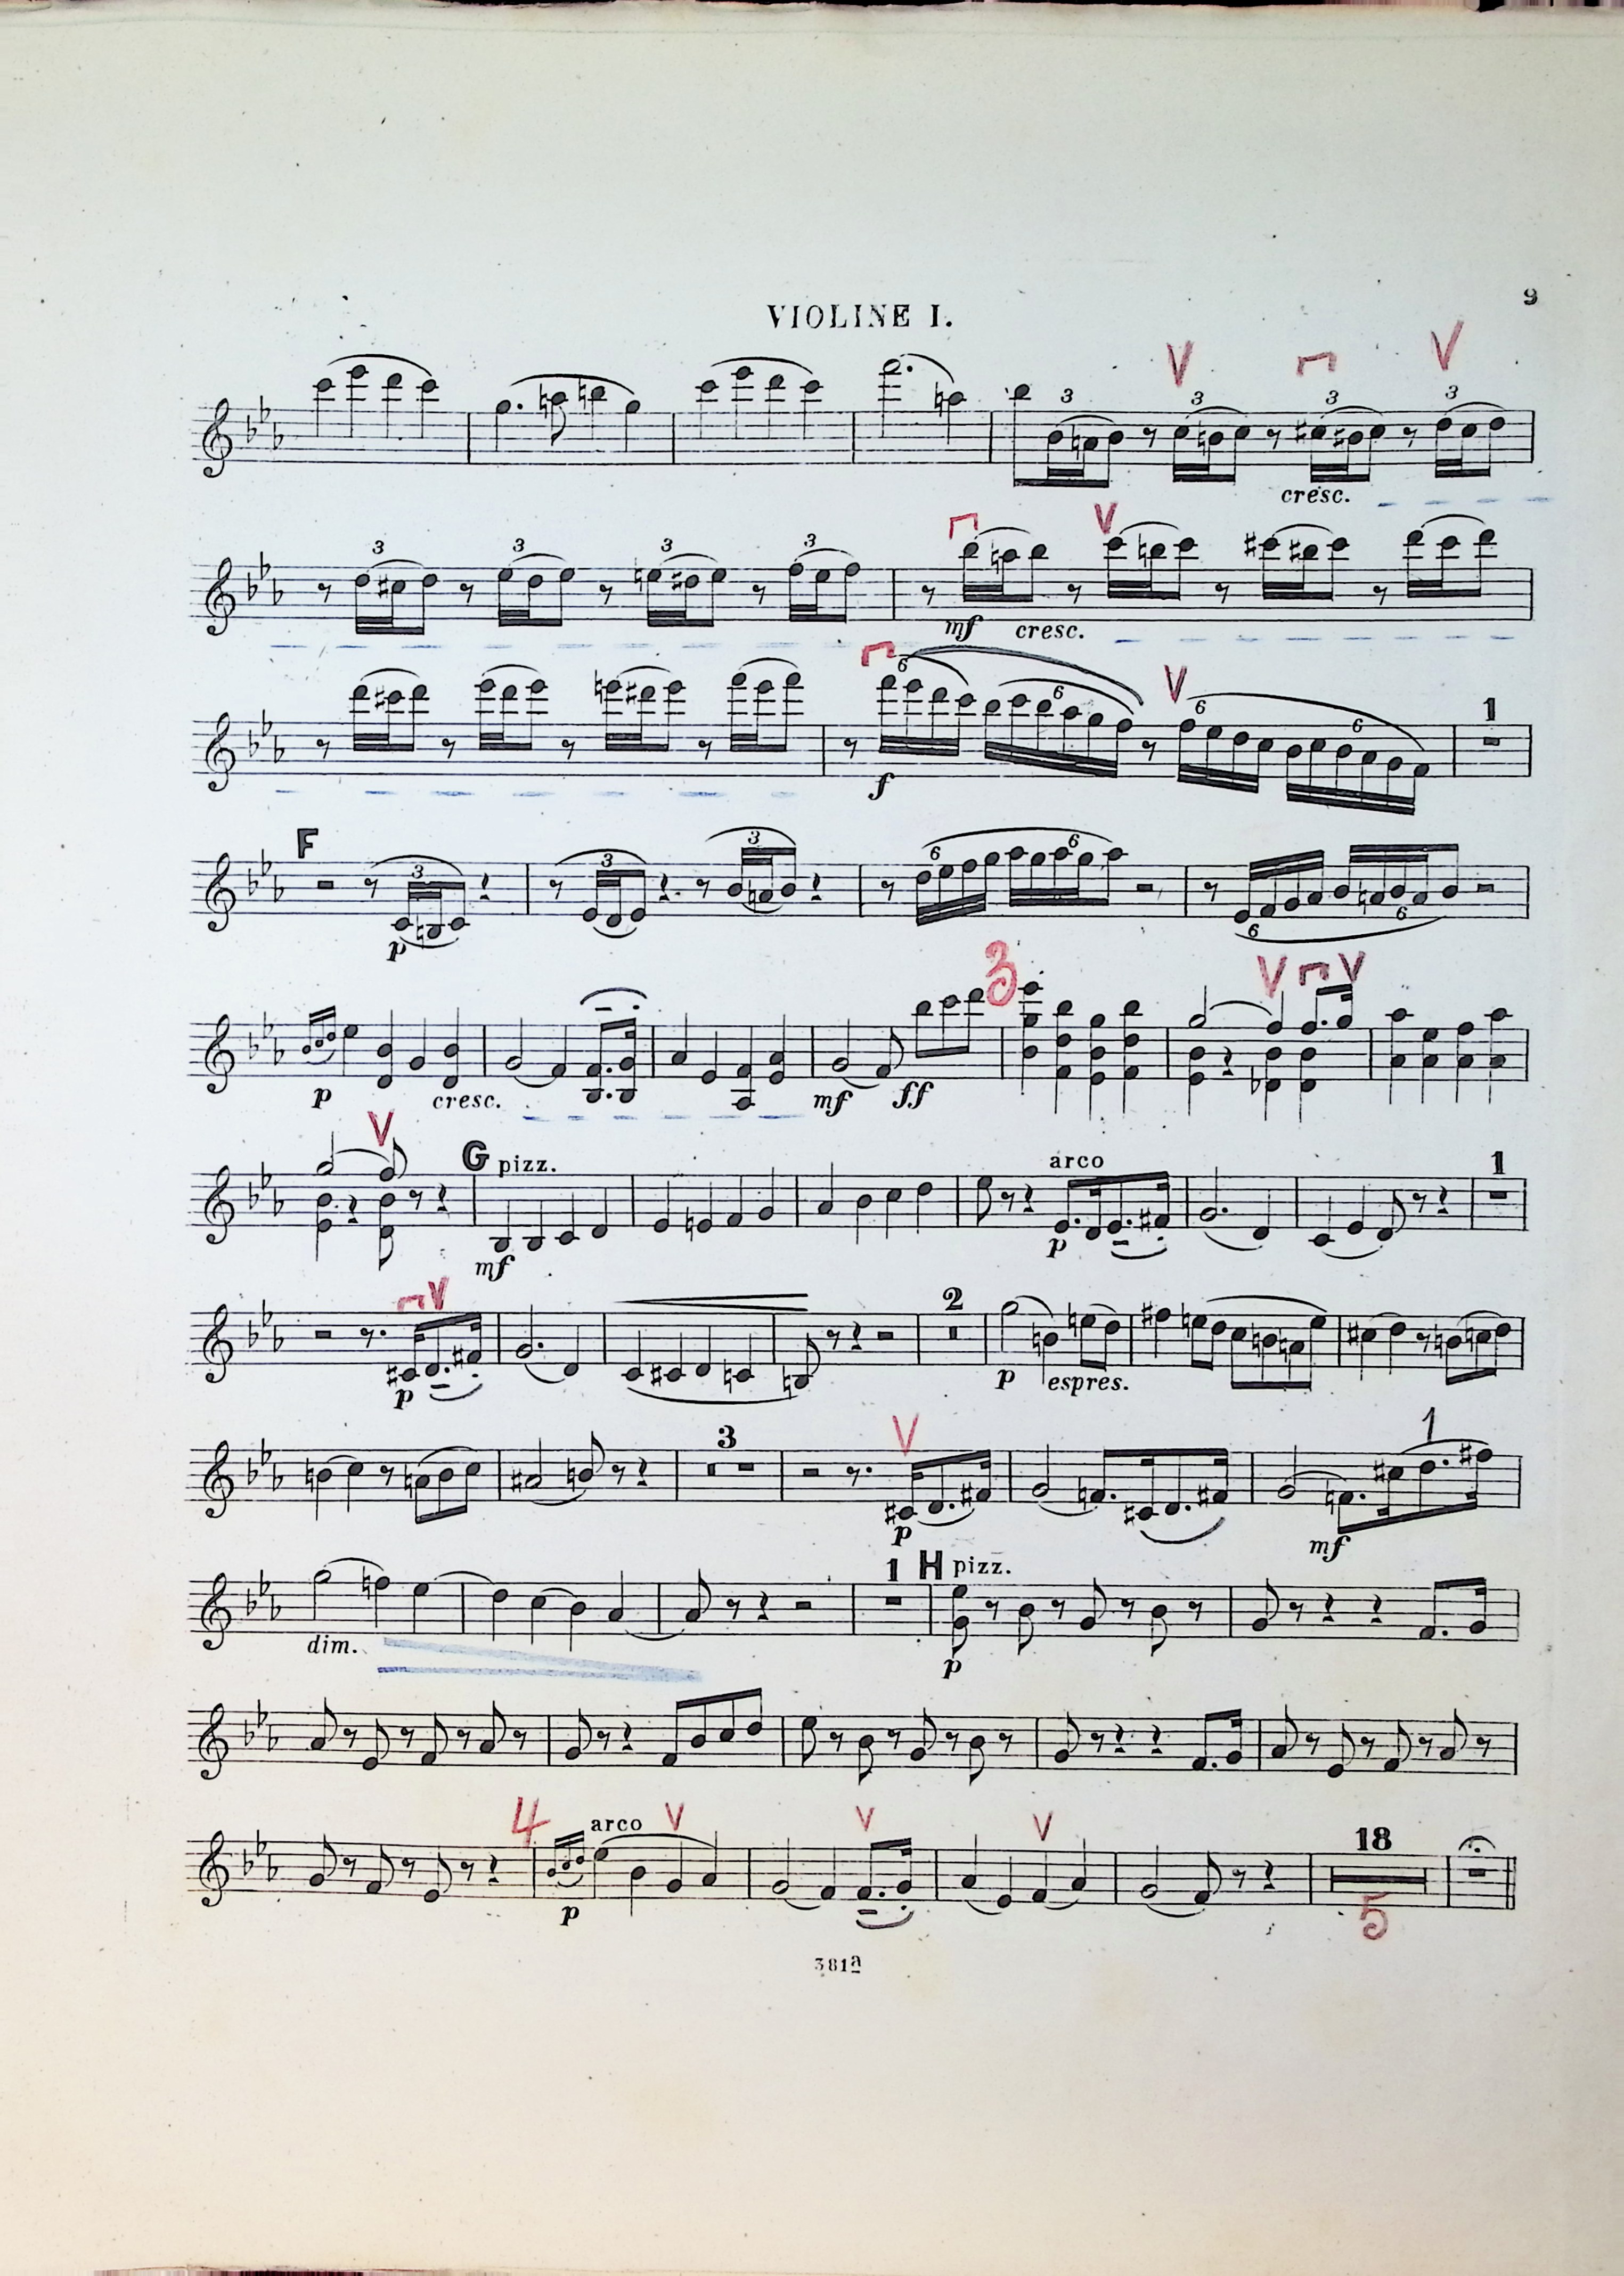 9
VIOLINE I.
V V
3 3 3 3
cresc.
V
3 3 3 3
mf cresc.
6 6 V 6 6 1
f
F
3 3 3 6 6
p 6 6
3 V V
p cresc. mf ff
V
G pizz. arco 1
mf p
V
2
p p espres.
V 1
3
p mf
1 H pizz.
dim. p
4 arco V V V 18
p 5
381a